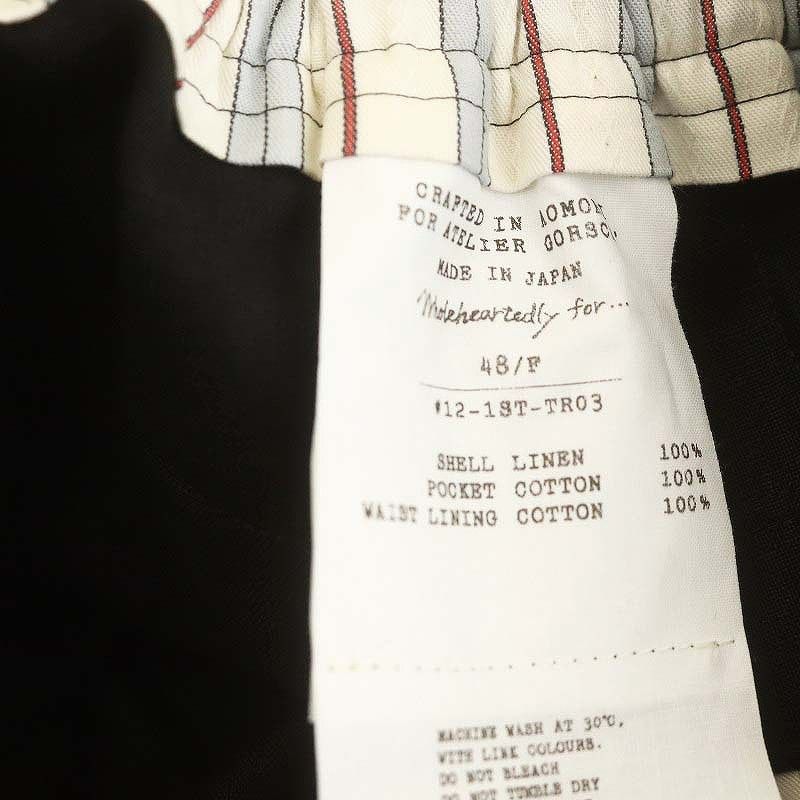 CRAFTED IN AOMORI
FOR ATELIER GORSCH
MADE IN JAPAN
Wholeheartedly for...
48/F
#12-1ST-TR03
SHELL LINEN 100%
POCKET COTTON 100%
WAIST LINING COTTON 100%
MACHINE WASH AT 30°C,
WITH LIKE COLOURS.
DO NOT BLEACH
DO NOT TUMBLE DRY